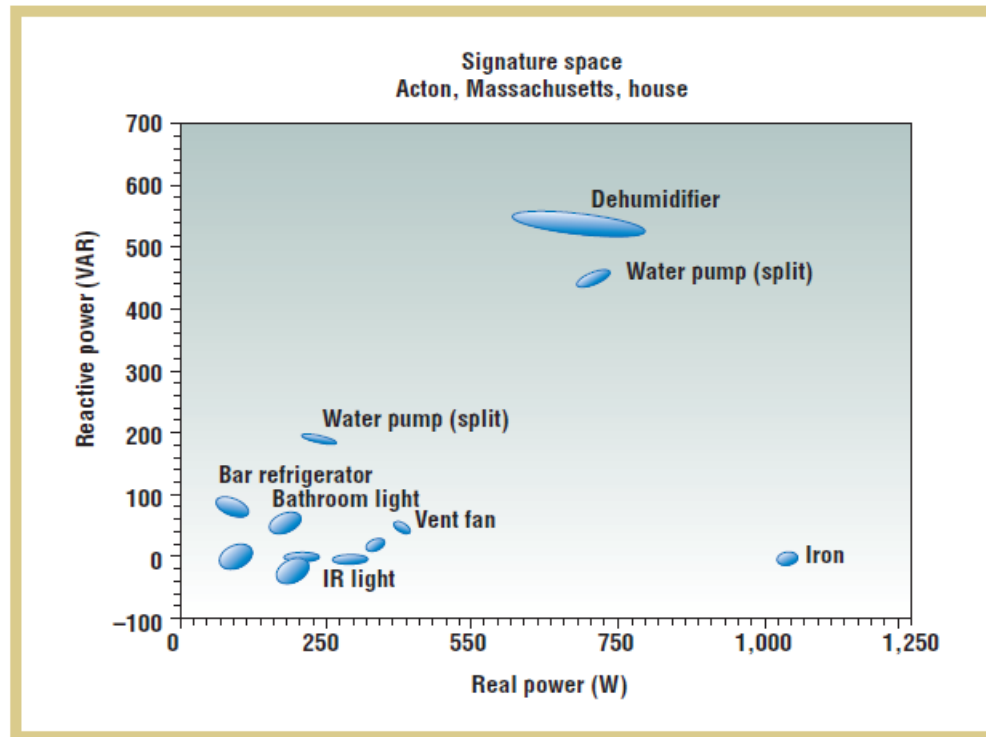 Signature space
Acton, Massachusetts, house
700
600
500
400
300
200
100
0
–100
Reactive power (VAR)
Dehumidifier
Water pump (split)
Water pump (split)
Bar refrigerator
Bathroom light
Vent fan
IR light
Iron
0
250
550
750
1,000
1,250
Real power (W)